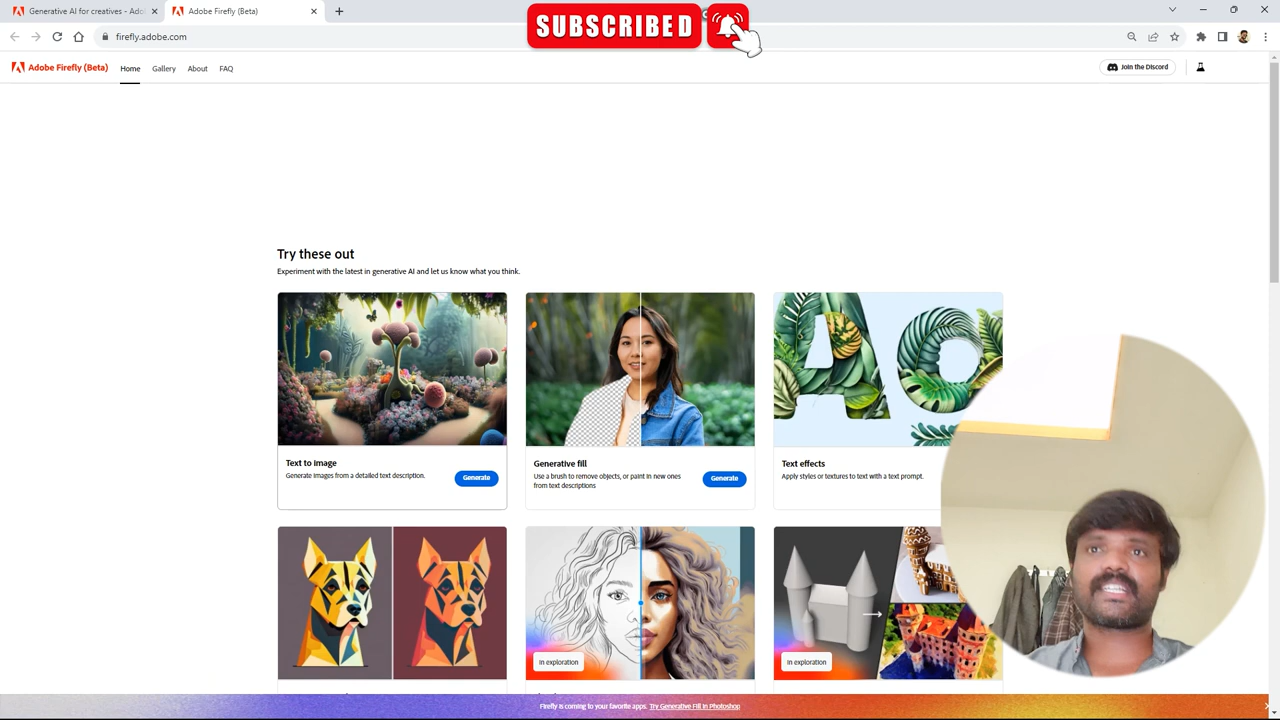 Generative AI for creatives - Adob
Adobe Firefly (Beta)
SUBSCRIBED
firefly.adobe.com
Adobe Firefly (Beta)
Home
Gallery
About
FAQ
Join the Discord
Try these out
Experiment with the latest in generative AI and let us know what you think.
Ao
Text to image
Generate images from a detailed text description.
Generate
Generative fill
Use a brush to remove objects, or paint in new ones
from text descriptions
Generate
Text effects
Apply styles or textures to text with a text prompt.
In exploration
In exploration
Firefly is coming to your favorite apps. Try Generative Fill in Photoshop